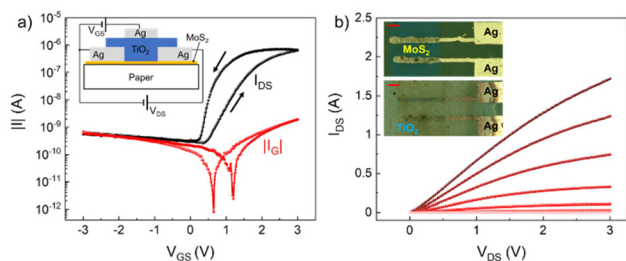 a)
10⁻⁵
10⁻⁶
10⁻⁷
10⁻⁸
10⁻⁹
10⁻¹⁰
10⁻¹¹
10⁻¹²
|I| (A)
V_GS
Ag
Ag
TiO₂
Ag
MoS₂
Paper
V_DS
I_DS
|I_G|
-3
-2
-1
0
1
2
3
V_GS (V)
b)
2.5
2
1.5
1
0.5
0
I_DS (A)
MoS₂
Ag
Ag
TiO₂
Ag
Ag
0
1
2
3
V_DS (V)